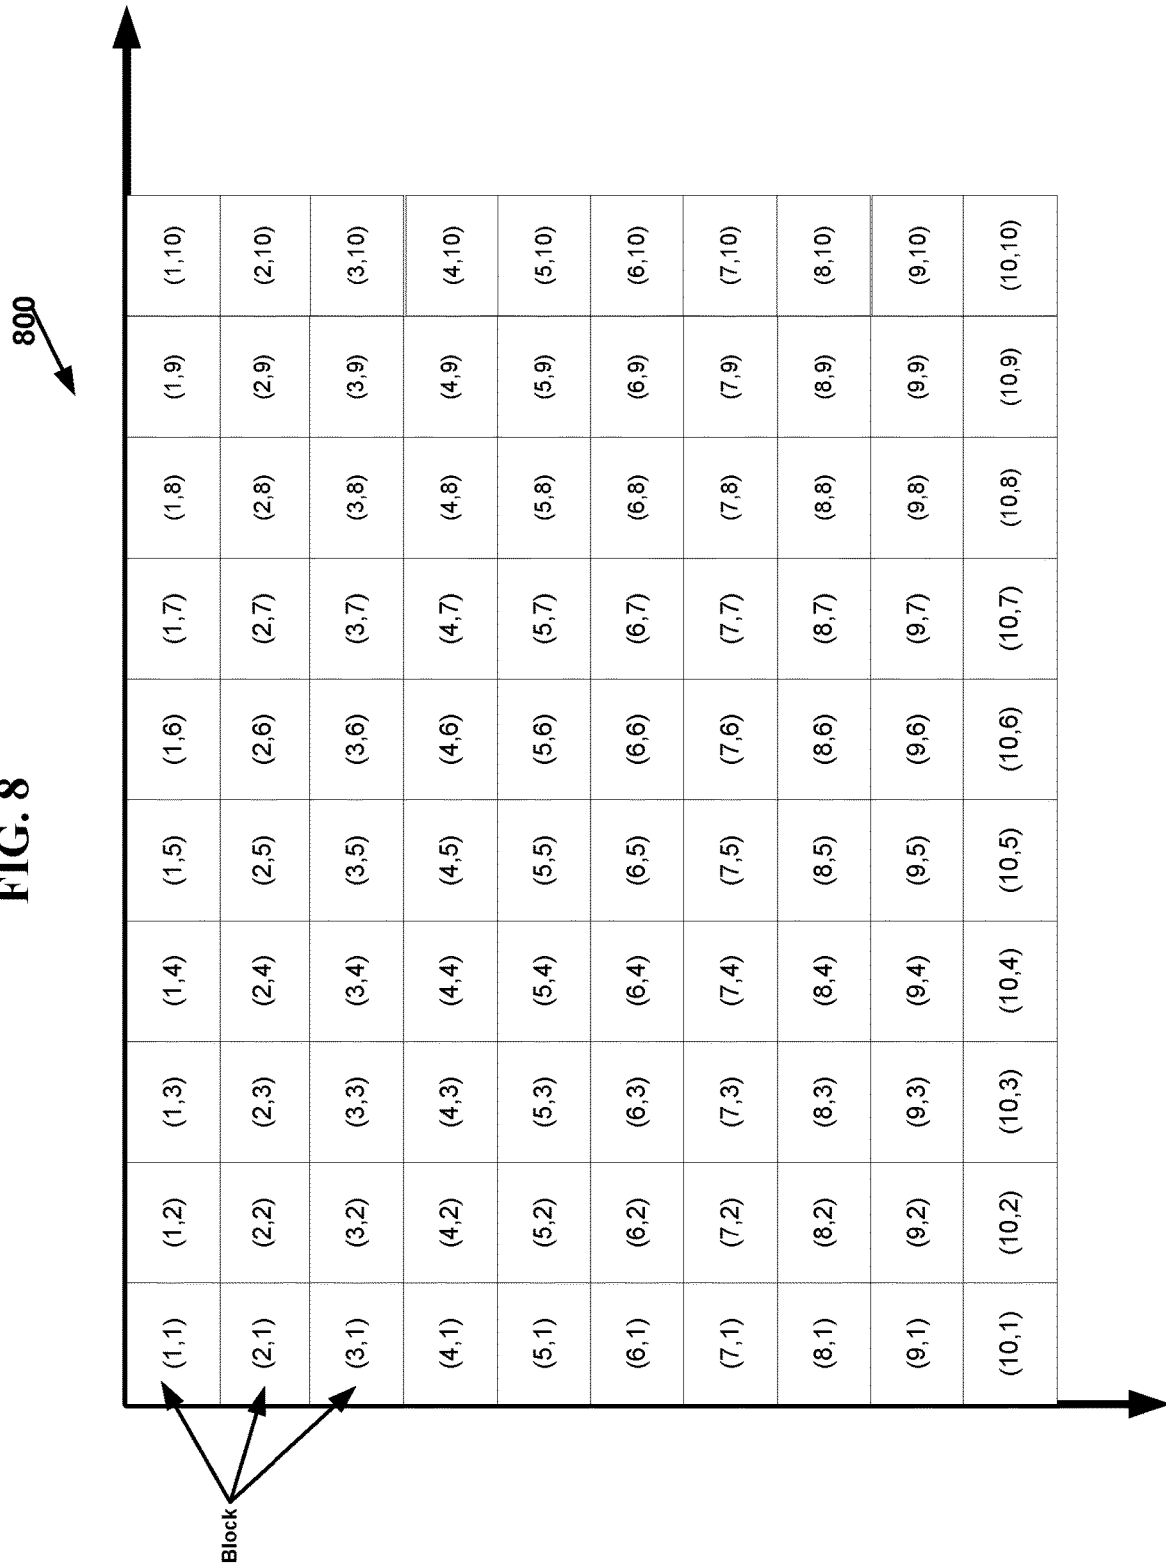 FIG. 8
800
Block
(1,1) (1,2) (1,3) (1,4) (1,5) (1,6) (1,7) (1,8) (1,9) (1,10)
(2,1) (2,2) (2,3) (2,4) (2,5) (2,6) (2,7) (2,8) (2,9) (2,10)
(3,1) (3,2) (3,3) (3,4) (3,5) (3,6) (3,7) (3,8) (3,9) (3,10)
(4,1) (4,2) (4,3) (4,4) (4,5) (4,6) (4,7) (4,8) (4,9) (4,10)
(5,1) (5,2) (5,3) (5,4) (5,5) (5,6) (5,7) (5,8) (5,9) (5,10)
(6,1) (6,2) (6,3) (6,4) (6,5) (6,6) (6,7) (6,8) (6,9) (6,10)
(7,1) (7,2) (7,3) (7,4) (7,5) (7,6) (7,7) (7,8) (7,9) (7,10)
(8,1) (8,2) (8,3) (8,4) (8,5) (8,6) (8,7) (8,8) (8,9) (8,10)
(9,1) (9,2) (9,3) (9,4) (9,5) (9,6) (9,7) (9,8) (9,9) (9,10)
(10,1) (10,2) (10,3) (10,4) (10,5) (10,6) (10,7) (10,8) (10,9) (10,10)